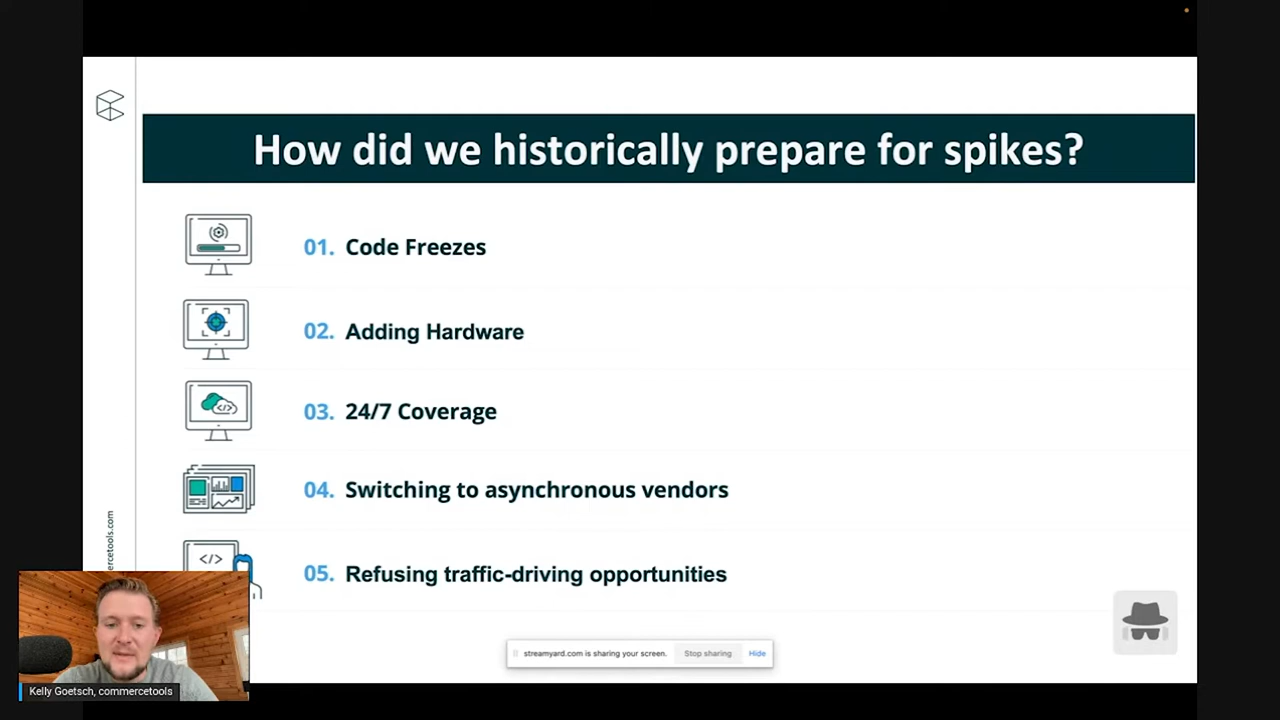 How did we historically prepare for spikes?
01. Code Freezes
02. Adding Hardware
03. 24/7 Coverage
</>
04. Switching to asynchronous vendors
</>
05. Refusing traffic-driving opportunities
rcetools.com
streamyard.com is sharing your screen. Stop sharing Hide
Kelly Goetsch, commercetools